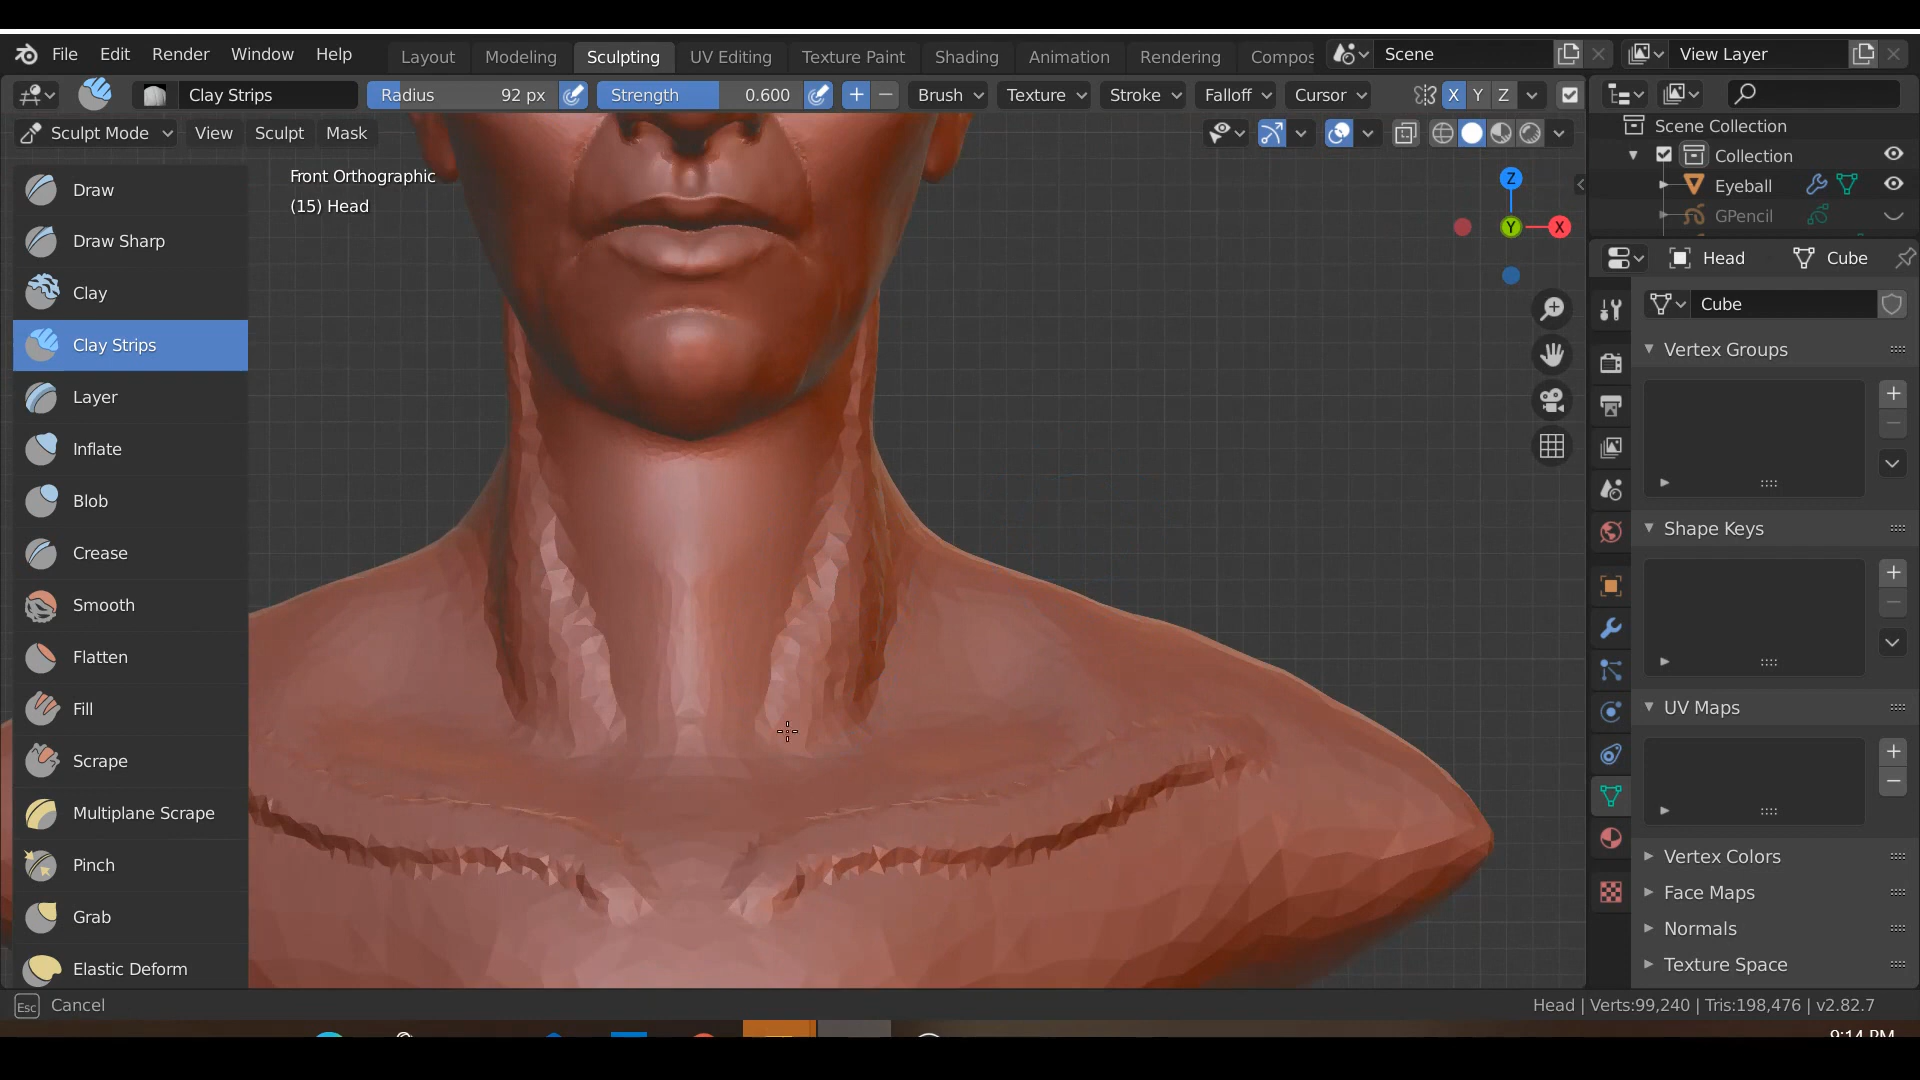 File Edit Render Window Help Layout Modeling Sculpting UV Editing Texture Paint Shading Animation Rendering Compos Scene View Layer
Clay Strips Radius 92 px Strength 0.600 Brush Texture Stroke Falloff Cursor X Y Z
Sculpt Mode View Sculpt Mask
Front Orthographic
(15) Head
Draw
Draw Sharp
Clay
Clay Strips
Layer
Inflate
Blob
Crease
Smooth
Flatten
Fill
Scrape
Multiplane Scrape
Pinch
Grab
Elastic Deform
Z
Y X
Scene Collection
Collection
Eyeball
GPencil
Head Cube
Cube
Vertex Groups
Shape Keys
UV Maps
Vertex Colors
Face Maps
Normals
Texture Space
Esc Cancel
Head | Verts:99,240 | Tris:198,476 | v2.82.7
9:14 PM